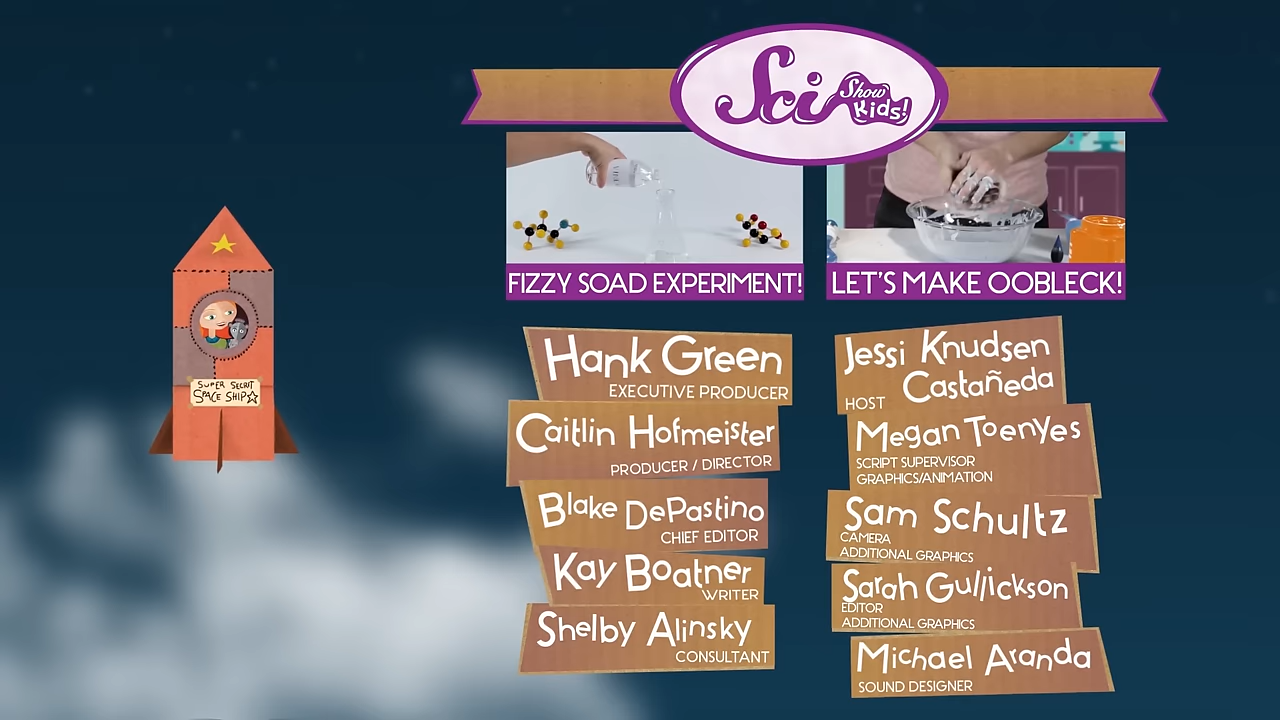 Sci Show Kids!
FIZZY SOAD EXPERIMENT!
LET'S MAKE OOBLECK!
SUPER SECRIT
SPACE SHIP☆
Hank Green
EXECUTIVE PRODUCER
Caitlin Hofmeister
PRODUCER / DIRECTOR
Blake DePastino
CHIEF EDITOR
Kay Boatner
WRITER
Shelby Alinsky
CONSULTANT
Jessi Knudsen
Castañeda
HOST
Megan Toenyes
SCRIPT SUPERVISOR
GRAPHICS/ANIMATION
Sam Schultz
CAMERA
ADDITIONAL GRAPHICS
Sarah Gullickson
EDITOR
ADDITIONAL GRAPHICS
Michael Aranda
SOUND DESIGNER